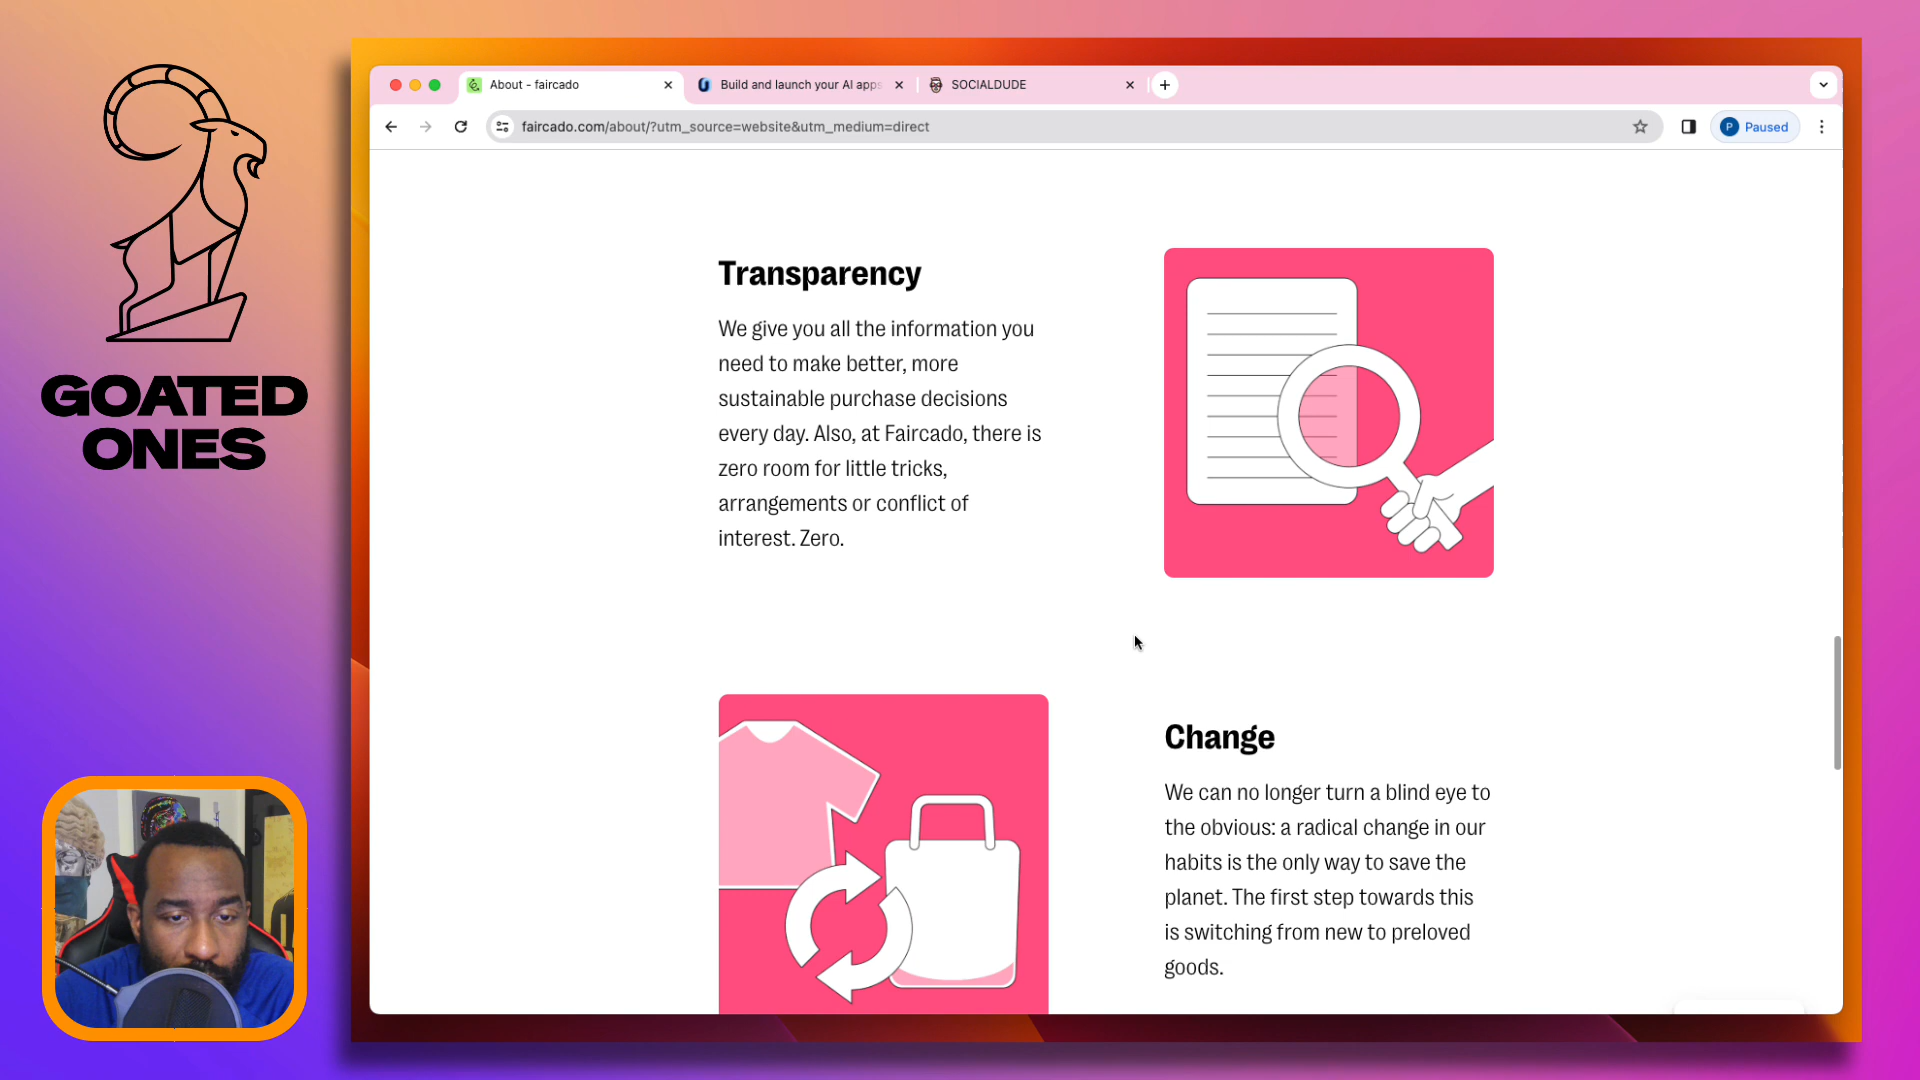 GOATED
ONES
About - faircado
Build and launch your AI apps
SOCIALDUDE
faircado.com/about/?utm_source=website&utm_medium=direct
P
Paused
Transparency
We give you all the information you
need to make better, more
sustainable purchase decisions
every day. Also, at Faircado, there is
zero room for little tricks,
arrangements or conflict of
interest. Zero.
Change
We can no longer turn a blind eye to
the obvious: a radical change in our
habits is the only way to save the
planet. The first step towards this
is switching from new to preloved
goods.